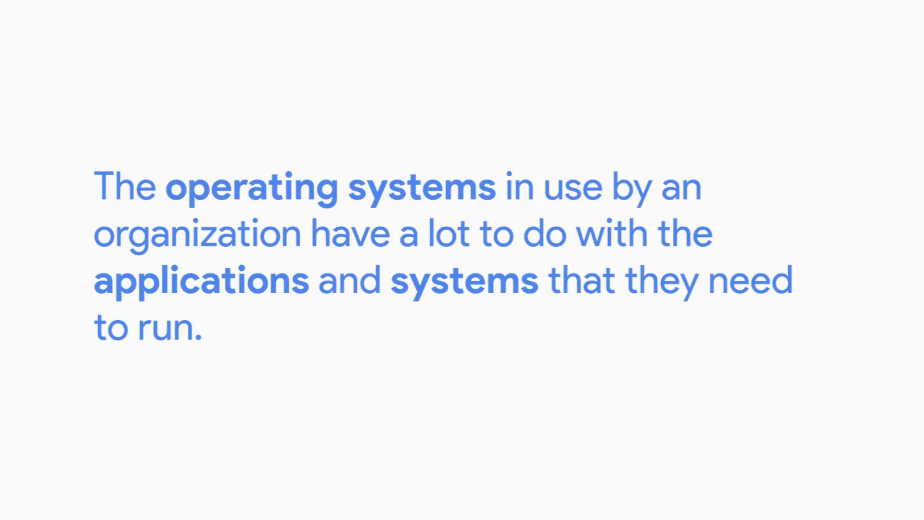 The operating systems in use by an
organization have a lot to do with the
applications and systems that they need
to run.